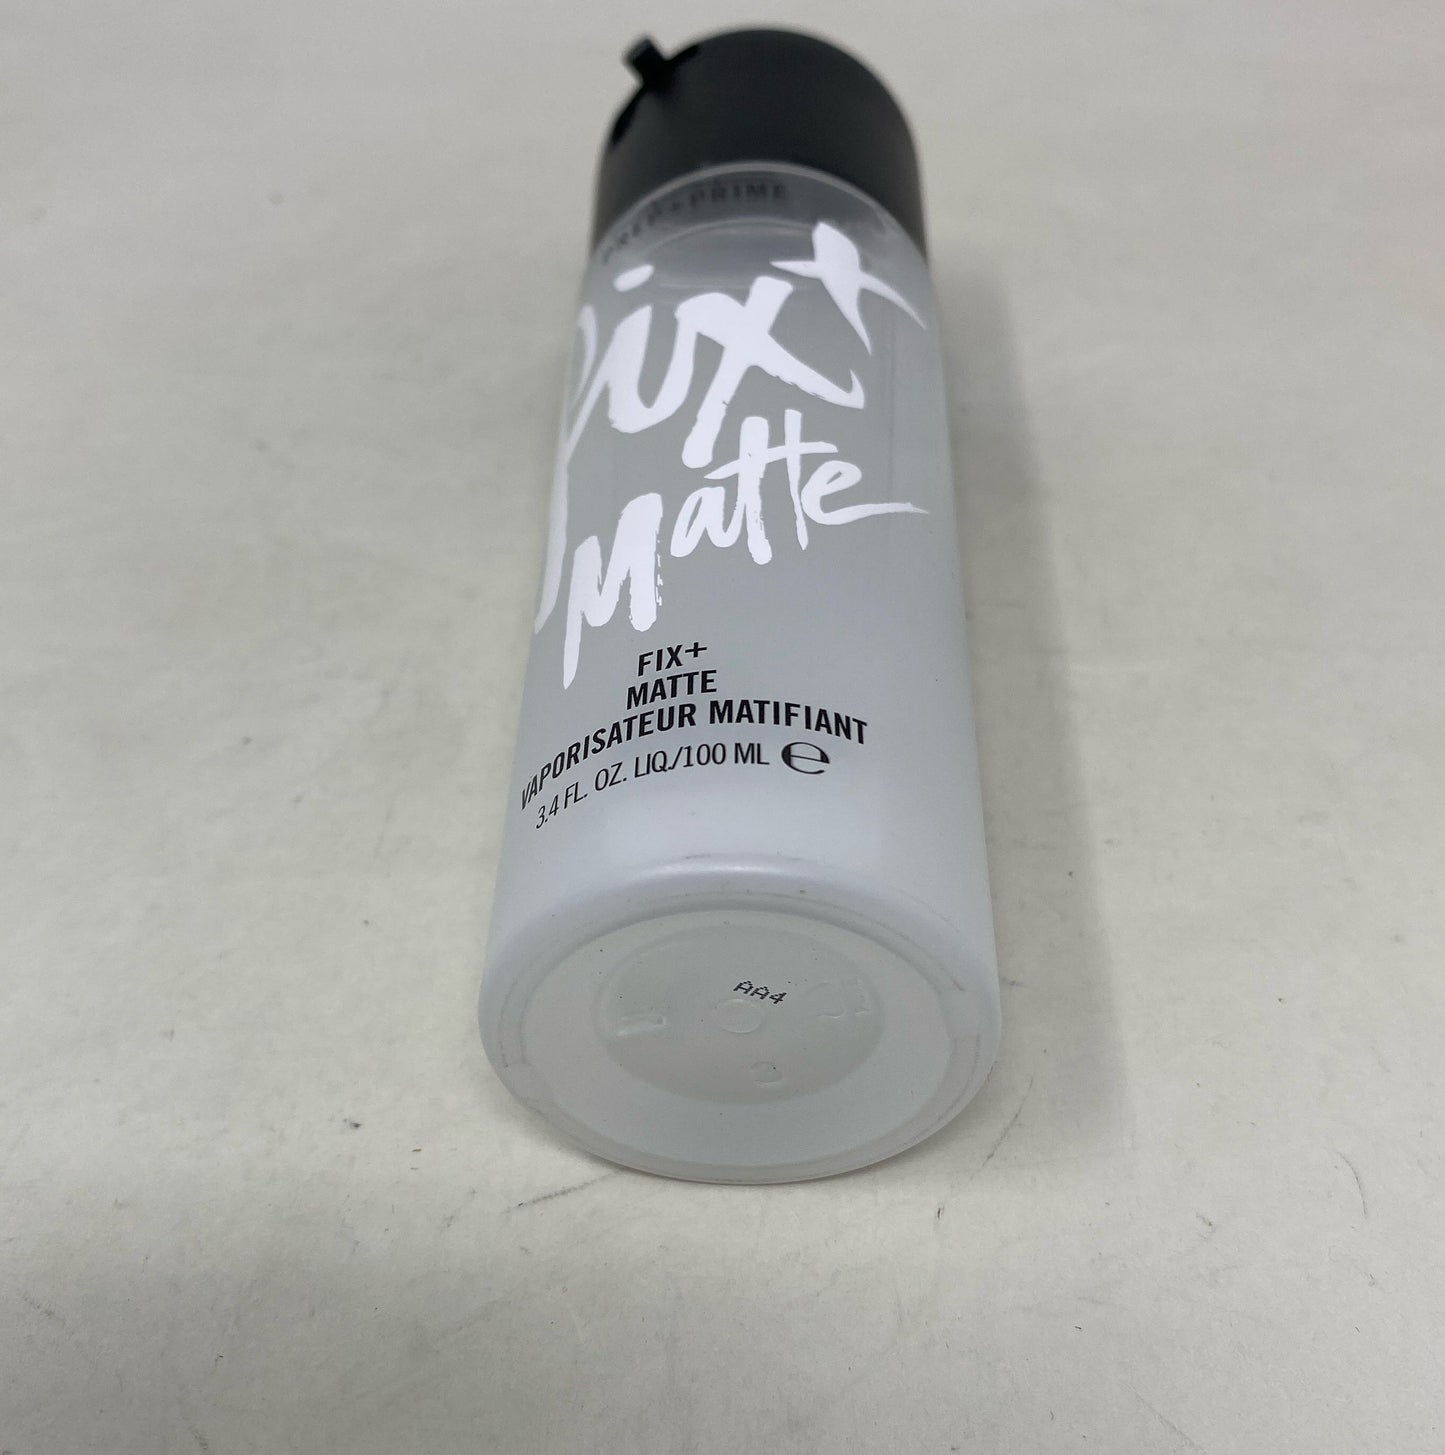 PREP+PRIME
fix+
Matte
FIX+
MATTE
VAPORISATEUR MATIFIANT
3.4 FL. OZ. LIQ./100 ML e
AA4